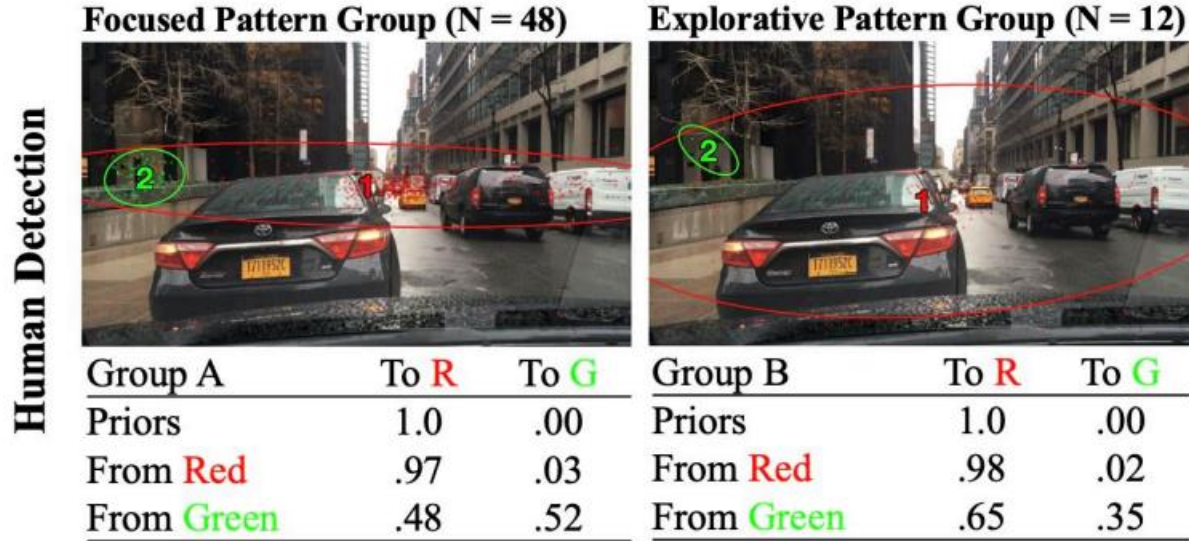 Human Detection
Focused Pattern Group (N = 48)
2
1
Group A To R To G
Priors 1.0 .00
From Red .97 .03
From Green .48 .52
Explorative Pattern Group (N = 12)
2
1
Group B To R To G
Priors 1.0 .00
From Red .98 .02
From Green .65 .35